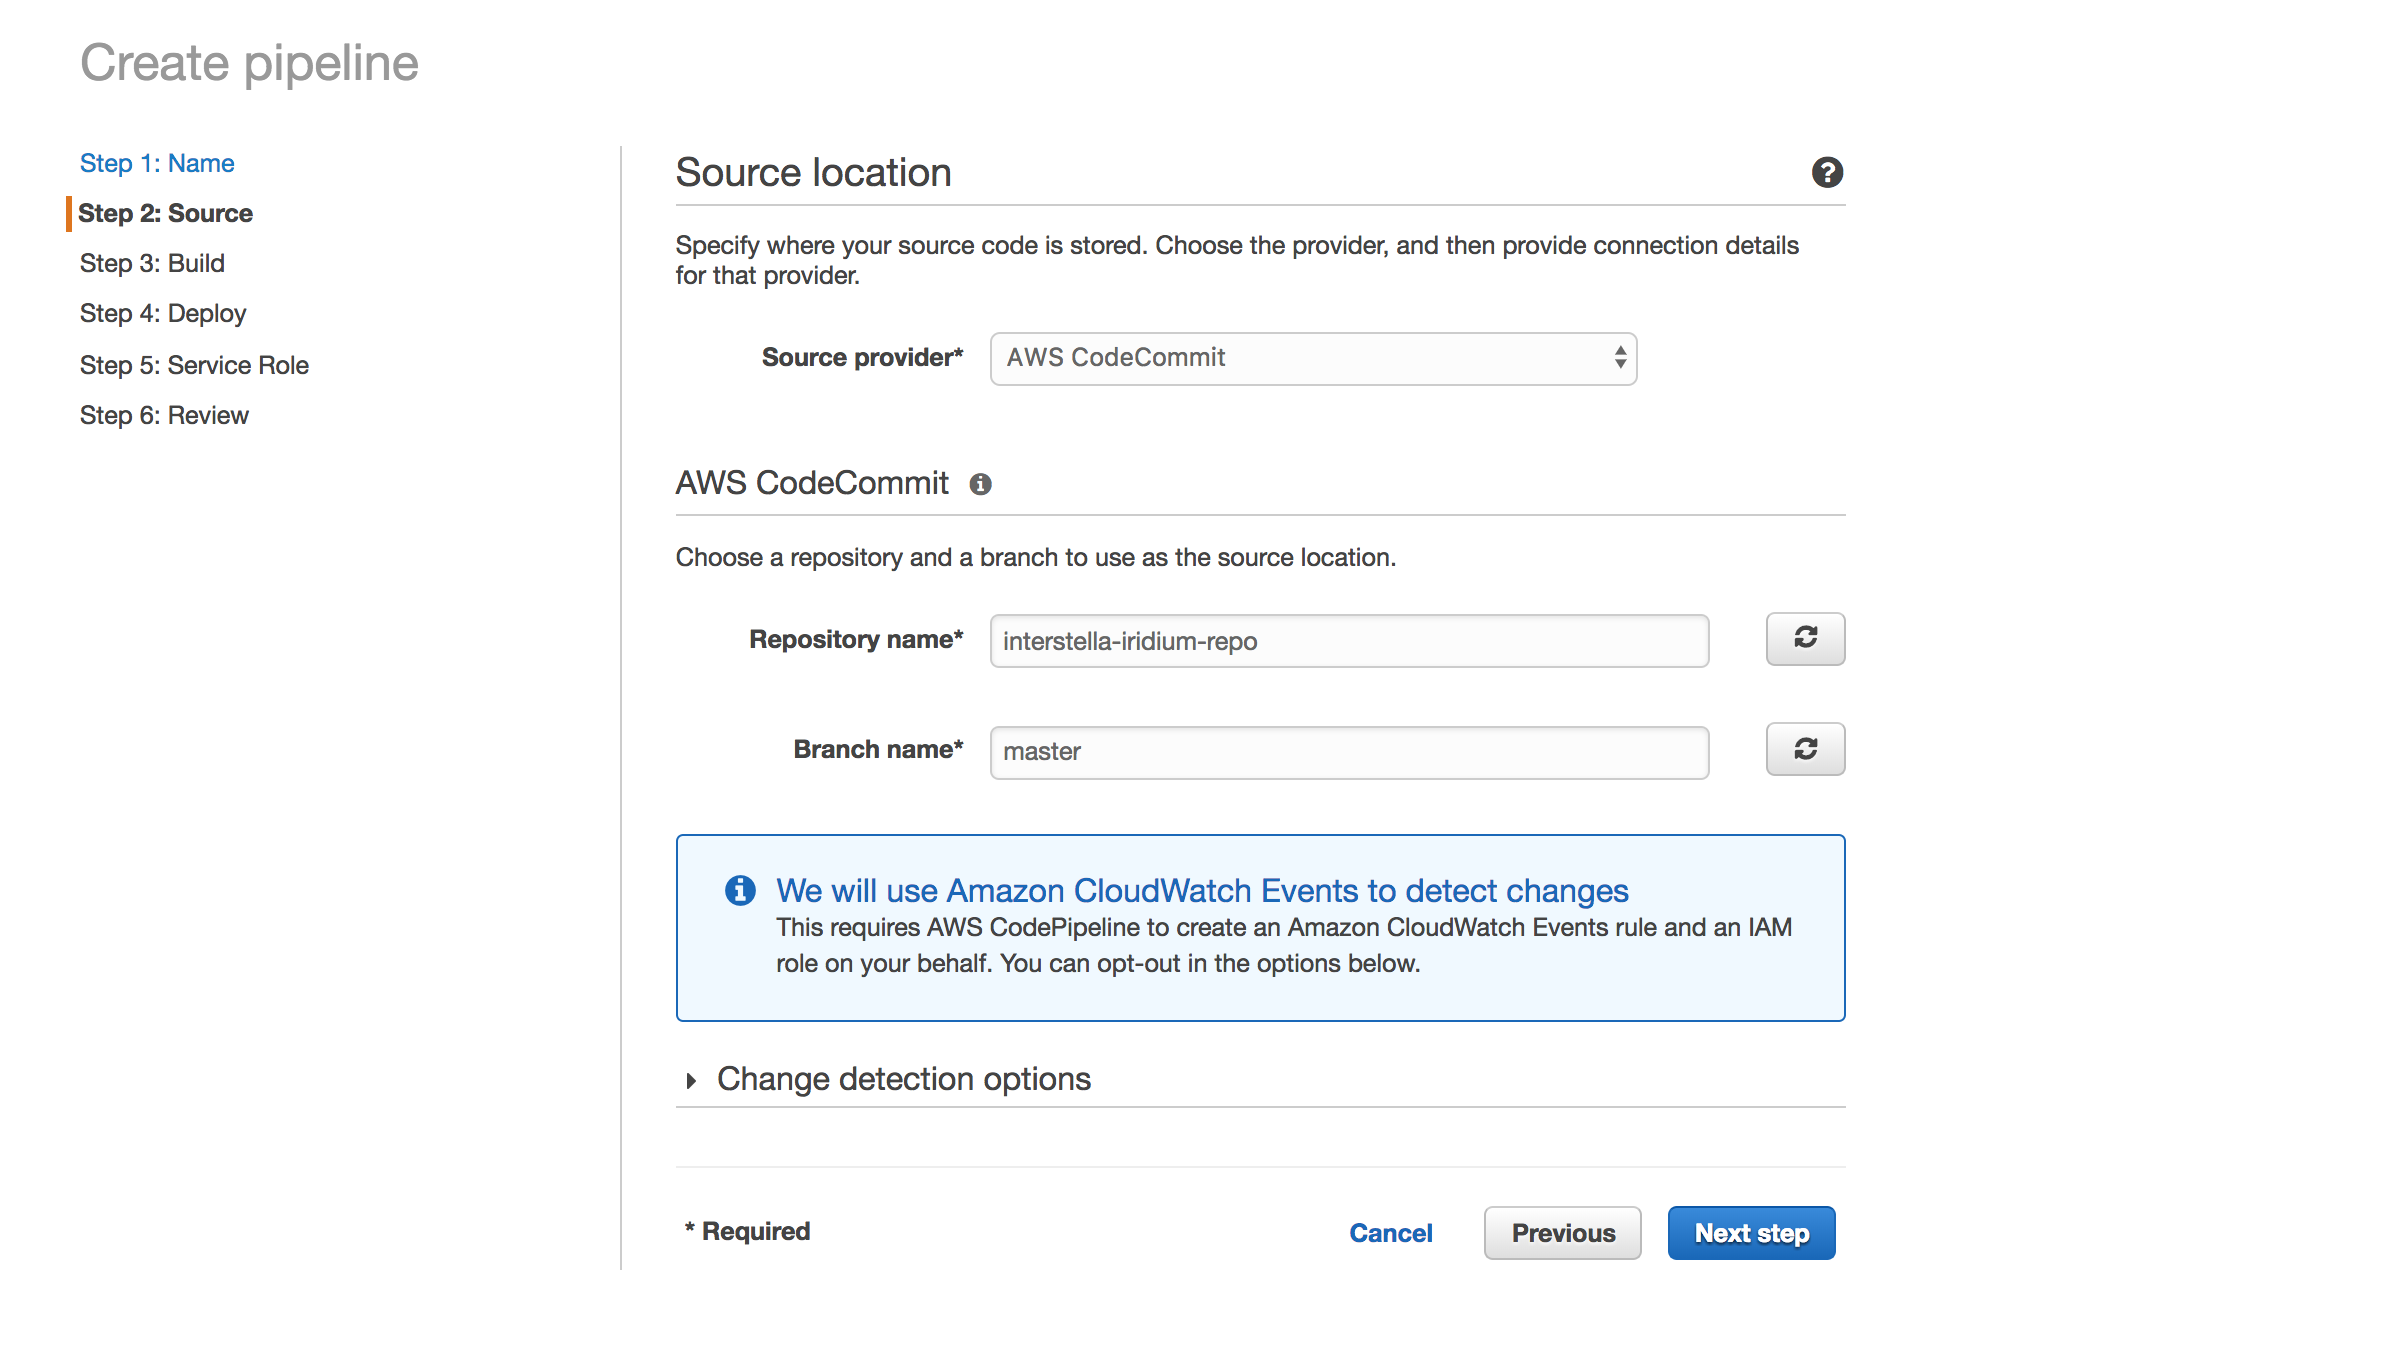 Create pipeline
Step 1: Name
Step 2: Source
Step 3: Build
Step 4: Deploy
Step 5: Service Role
Step 6: Review
Source location
Specify where your source code is stored. Choose the provider, and then provide connection details
for that provider.
Source provider* AWS CodeCommit
AWS CodeCommit
Choose a repository and a branch to use as the source location.
Repository name* interstella-iridium-repo
Branch name* master
We will use Amazon CloudWatch Events to detect changes
This requires AWS CodePipeline to create an Amazon CloudWatch Events rule and an IAM
role on your behalf. You can opt-out in the options below.
Change detection options
* Required Cancel Previous Next step